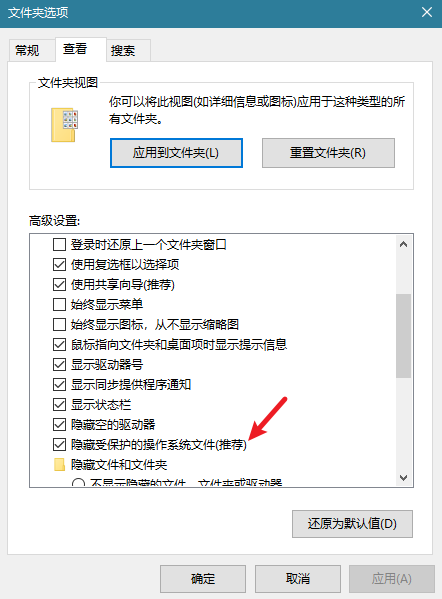 文件夹选项
常规
查看
搜索
文件夹视图
你可以将此视图(如详细信息或图标)应用于这种类型的所
有文件夹。
应用到文件夹(L)
重置文件夹(R)
高级设置:
登录时还原上一个文件夹窗口
使用复选框以选择项
使用共享向导(推荐)
始终显示菜单
始终显示图标，从不显示缩略图
鼠标指向文件夹和桌面项时显示提示信息
显示驱动器号
显示同步提供程序通知
显示状态栏
隐藏空的驱动器
隐藏受保护的操作系统文件(推荐)
隐藏文件和文件夹
不显示隐藏的文件、文件夹或驱动器
还原为默认值(D)
确定
取消
应用(A)